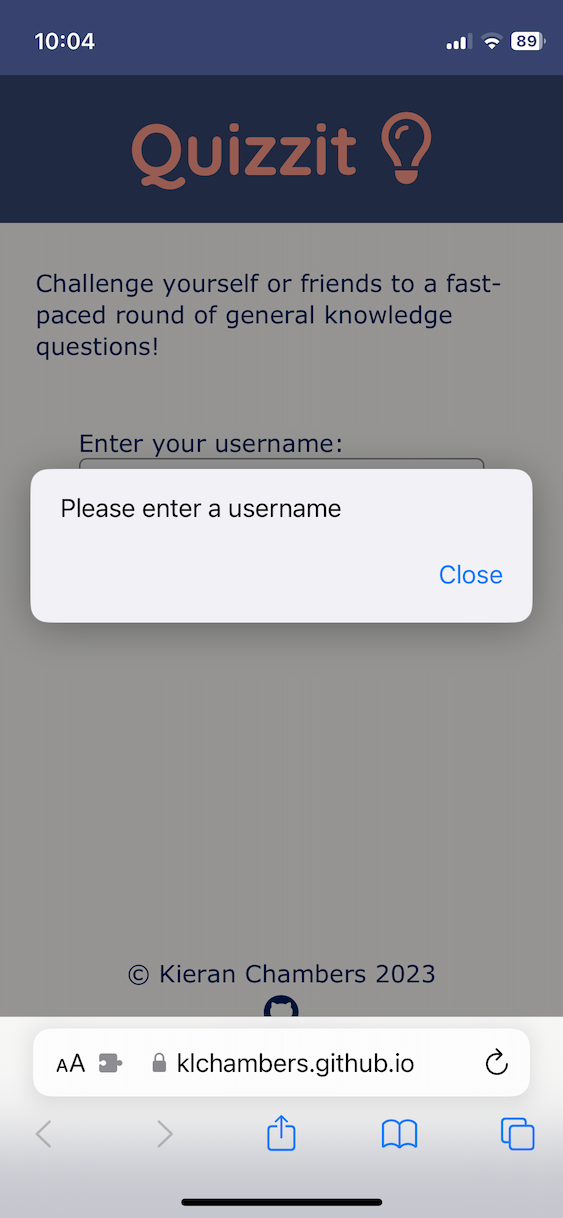 10:04
89
Quizzit
Challenge yourself or friends to a fast-
paced round of general knowledge
questions!
Enter your username:
Please enter a username
Close
© Kieran Chambers 2023
AA klchambers.github.io